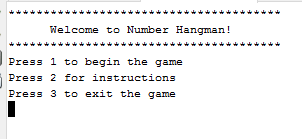 ***************************************
Welcome to Number Hangman!
***************************************
Press 1 to begin the game
Press 2 for instructions
Press 3 to exit the game